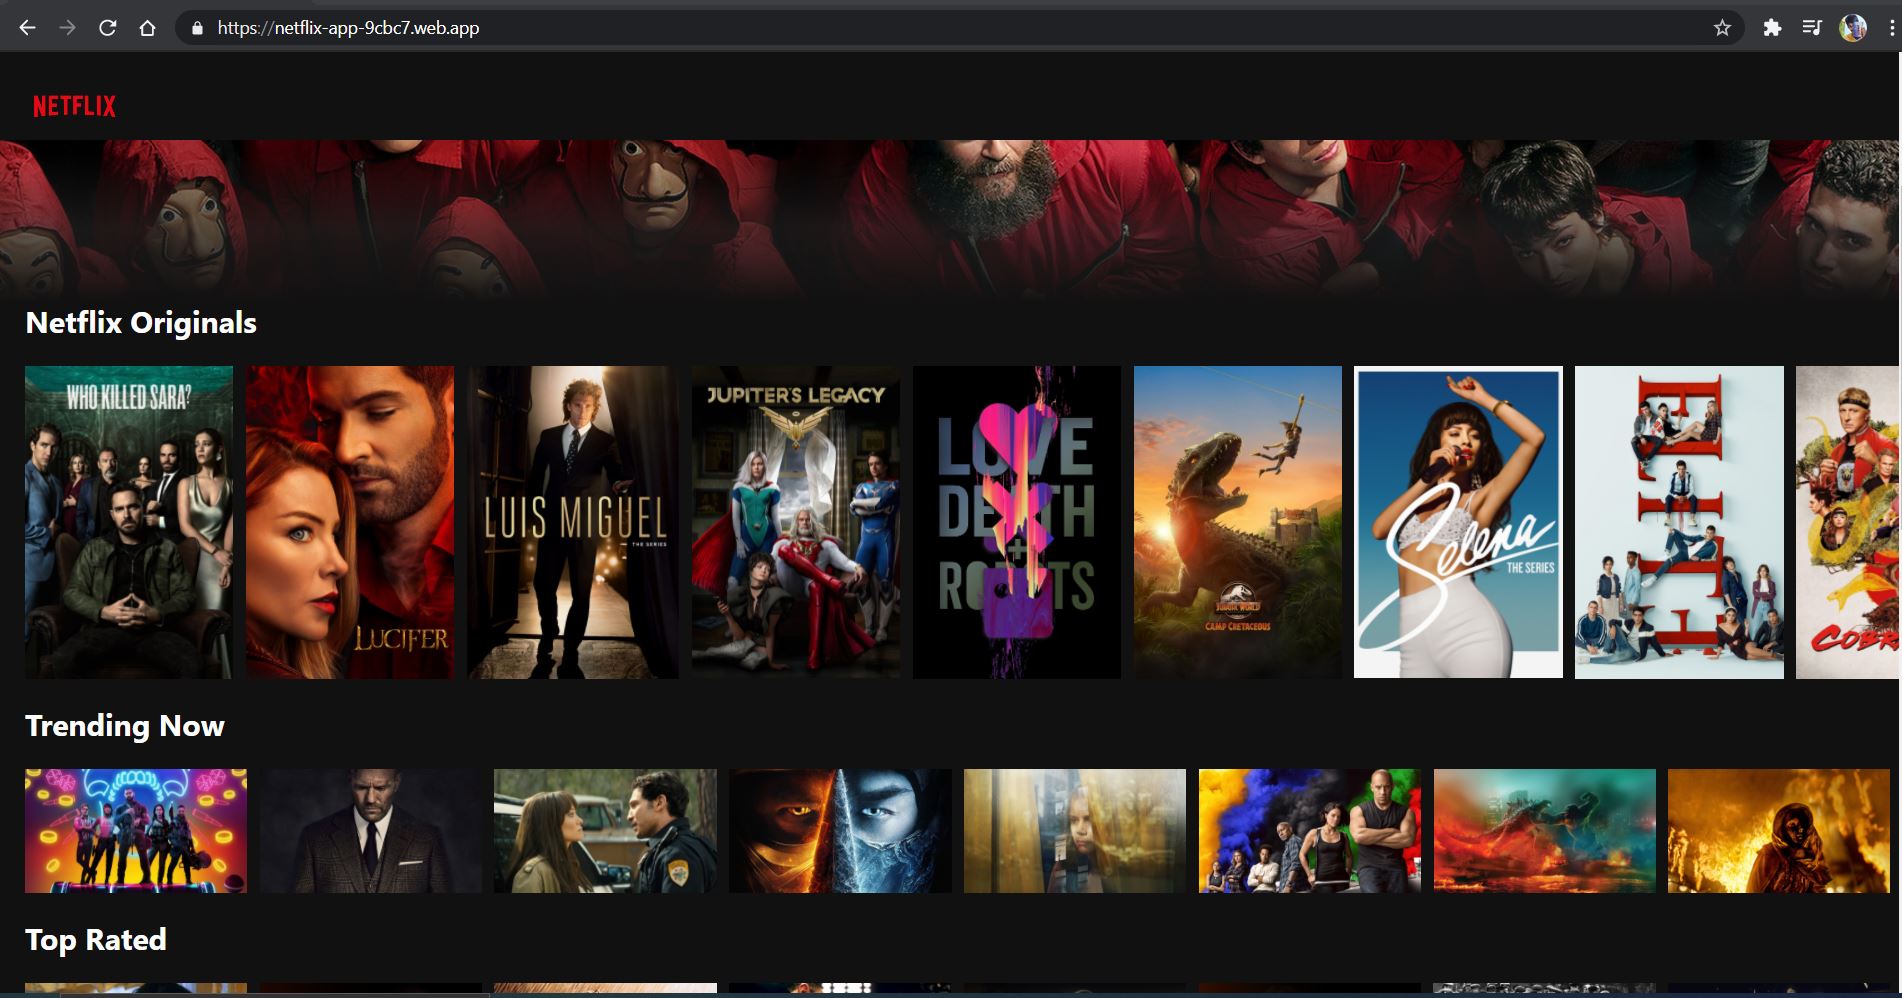 https://netflix-app-9cbc7.web.app
NETFLIX
Netflix Originals
WHO KILLED SARA?
LUCIFER
LUIS MIGUEL
THE SERIES
JUPITER'S LEGACY
LOVE
DEATH
+
ROBOTS
JURASSIC WORLD
CAMP CRETACEOUS
Selena
THE SERIES
ELITE
COBR
Trending Now
Top Rated